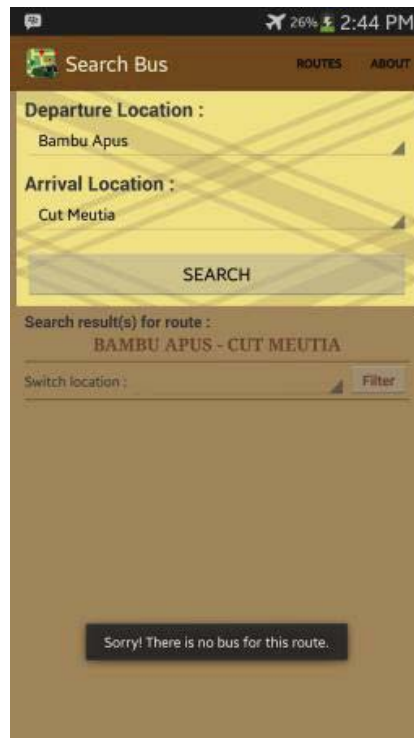 26% 2:44 PM
Search Bus ROUTES ABOUT
Departure Location :
Bambu Apus
Arrival Location :
Cut Meutia
SEARCH
Search result(s) for route :
BAMBU APUS - CUT MEUTIA
Switch location : Filter
Sorry! There is no bus for this route.